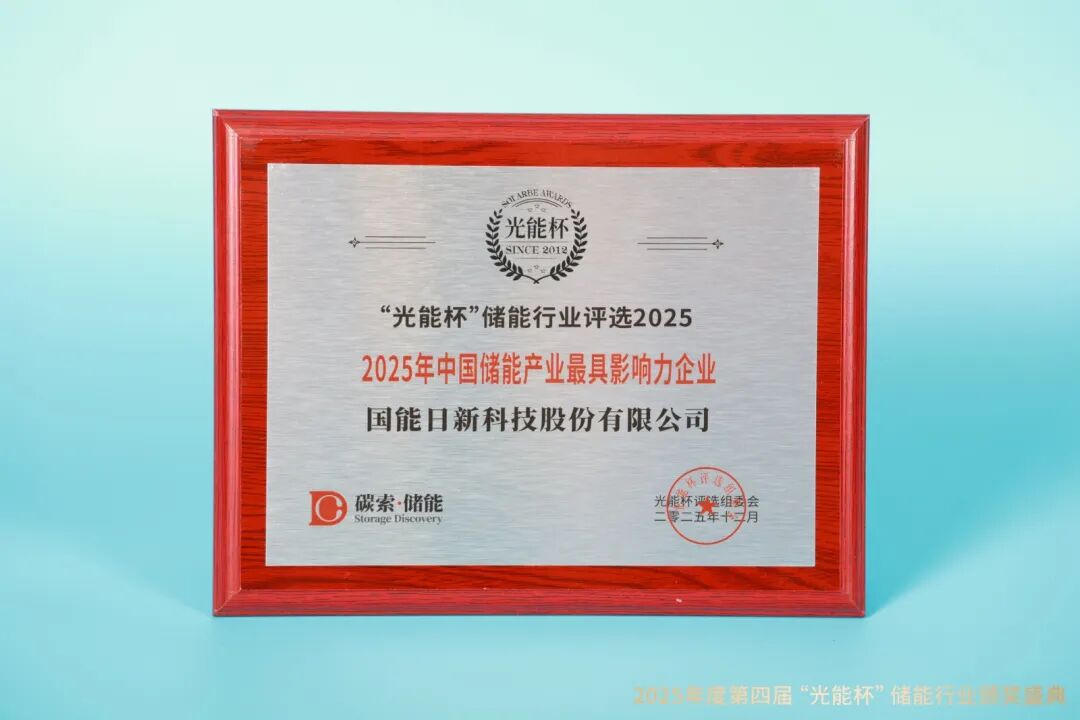 SOLARBE AWARDS
光能杯
SINCE 2012
“光能杯”储能行业评选2025
2025年中国储能产业最具影响力企业
国能日新科技股份有限公司
碳索·储能
Storage Discovery
光能杯评选组委会
二零二五年十二月
2025年度第四届“光能杯”储能行业颁奖盛典